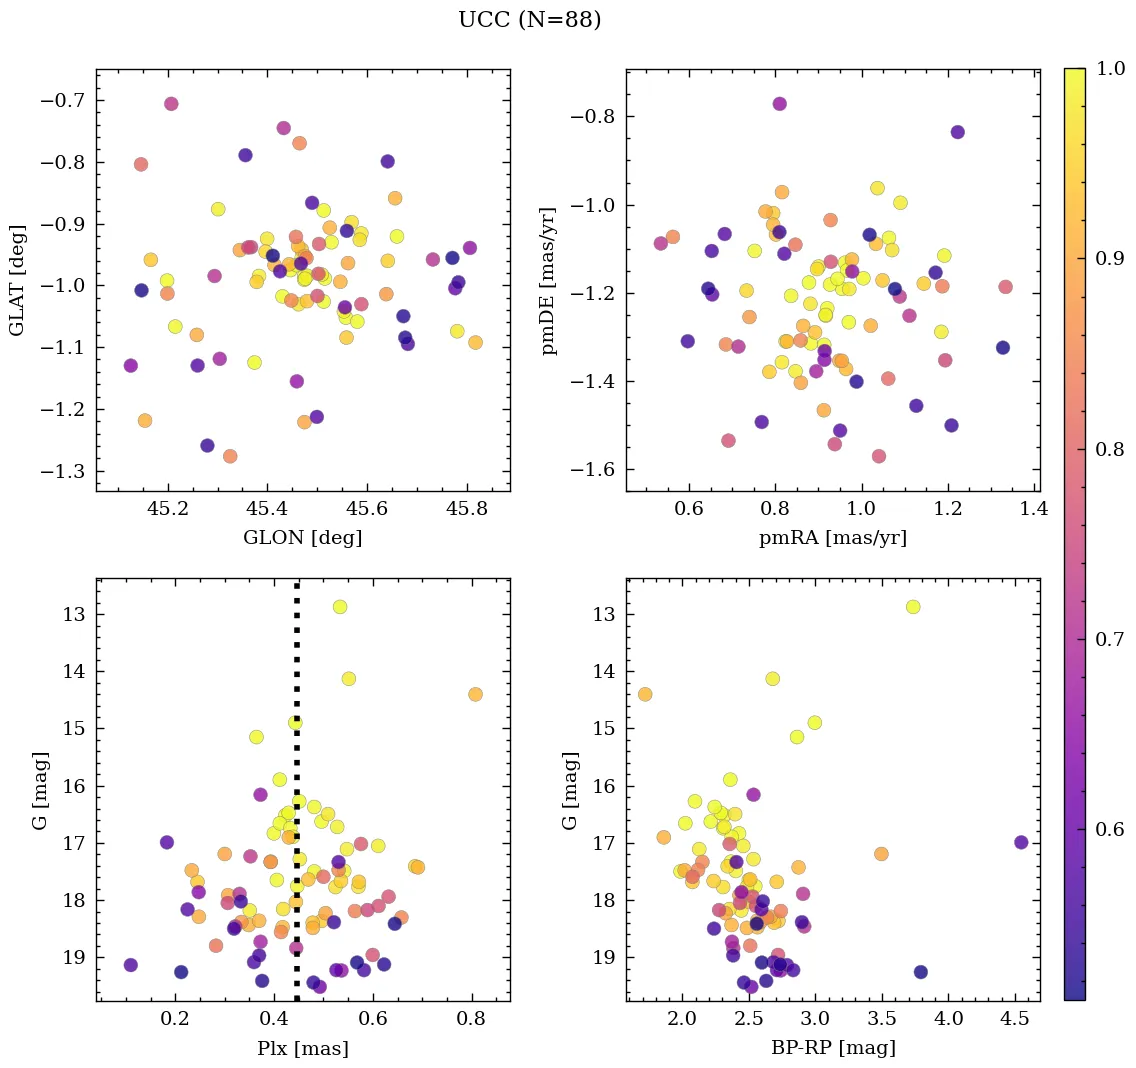 UCC (N=88)
−0.7
−0.8
−0.9
−1.0
−1.1
−1.2
−1.3
GLAT [deg]
45.2 45.4 45.6 45.8
GLON [deg]
−0.8
−1.0
−1.2
−1.4
−1.6
pmDE [mas/yr]
0.6 0.8 1.0 1.2 1.4
pmRA [mas/yr]
1.0
0.9
0.8
0.7
0.6
13
14
15
16
17
18
19
G [mag]
0.2 0.4 0.6 0.8
Plx [mas]
13
14
15
16
17
18
19
G [mag]
2.0 2.5 3.0 3.5 4.0 4.5
BP-RP [mag]